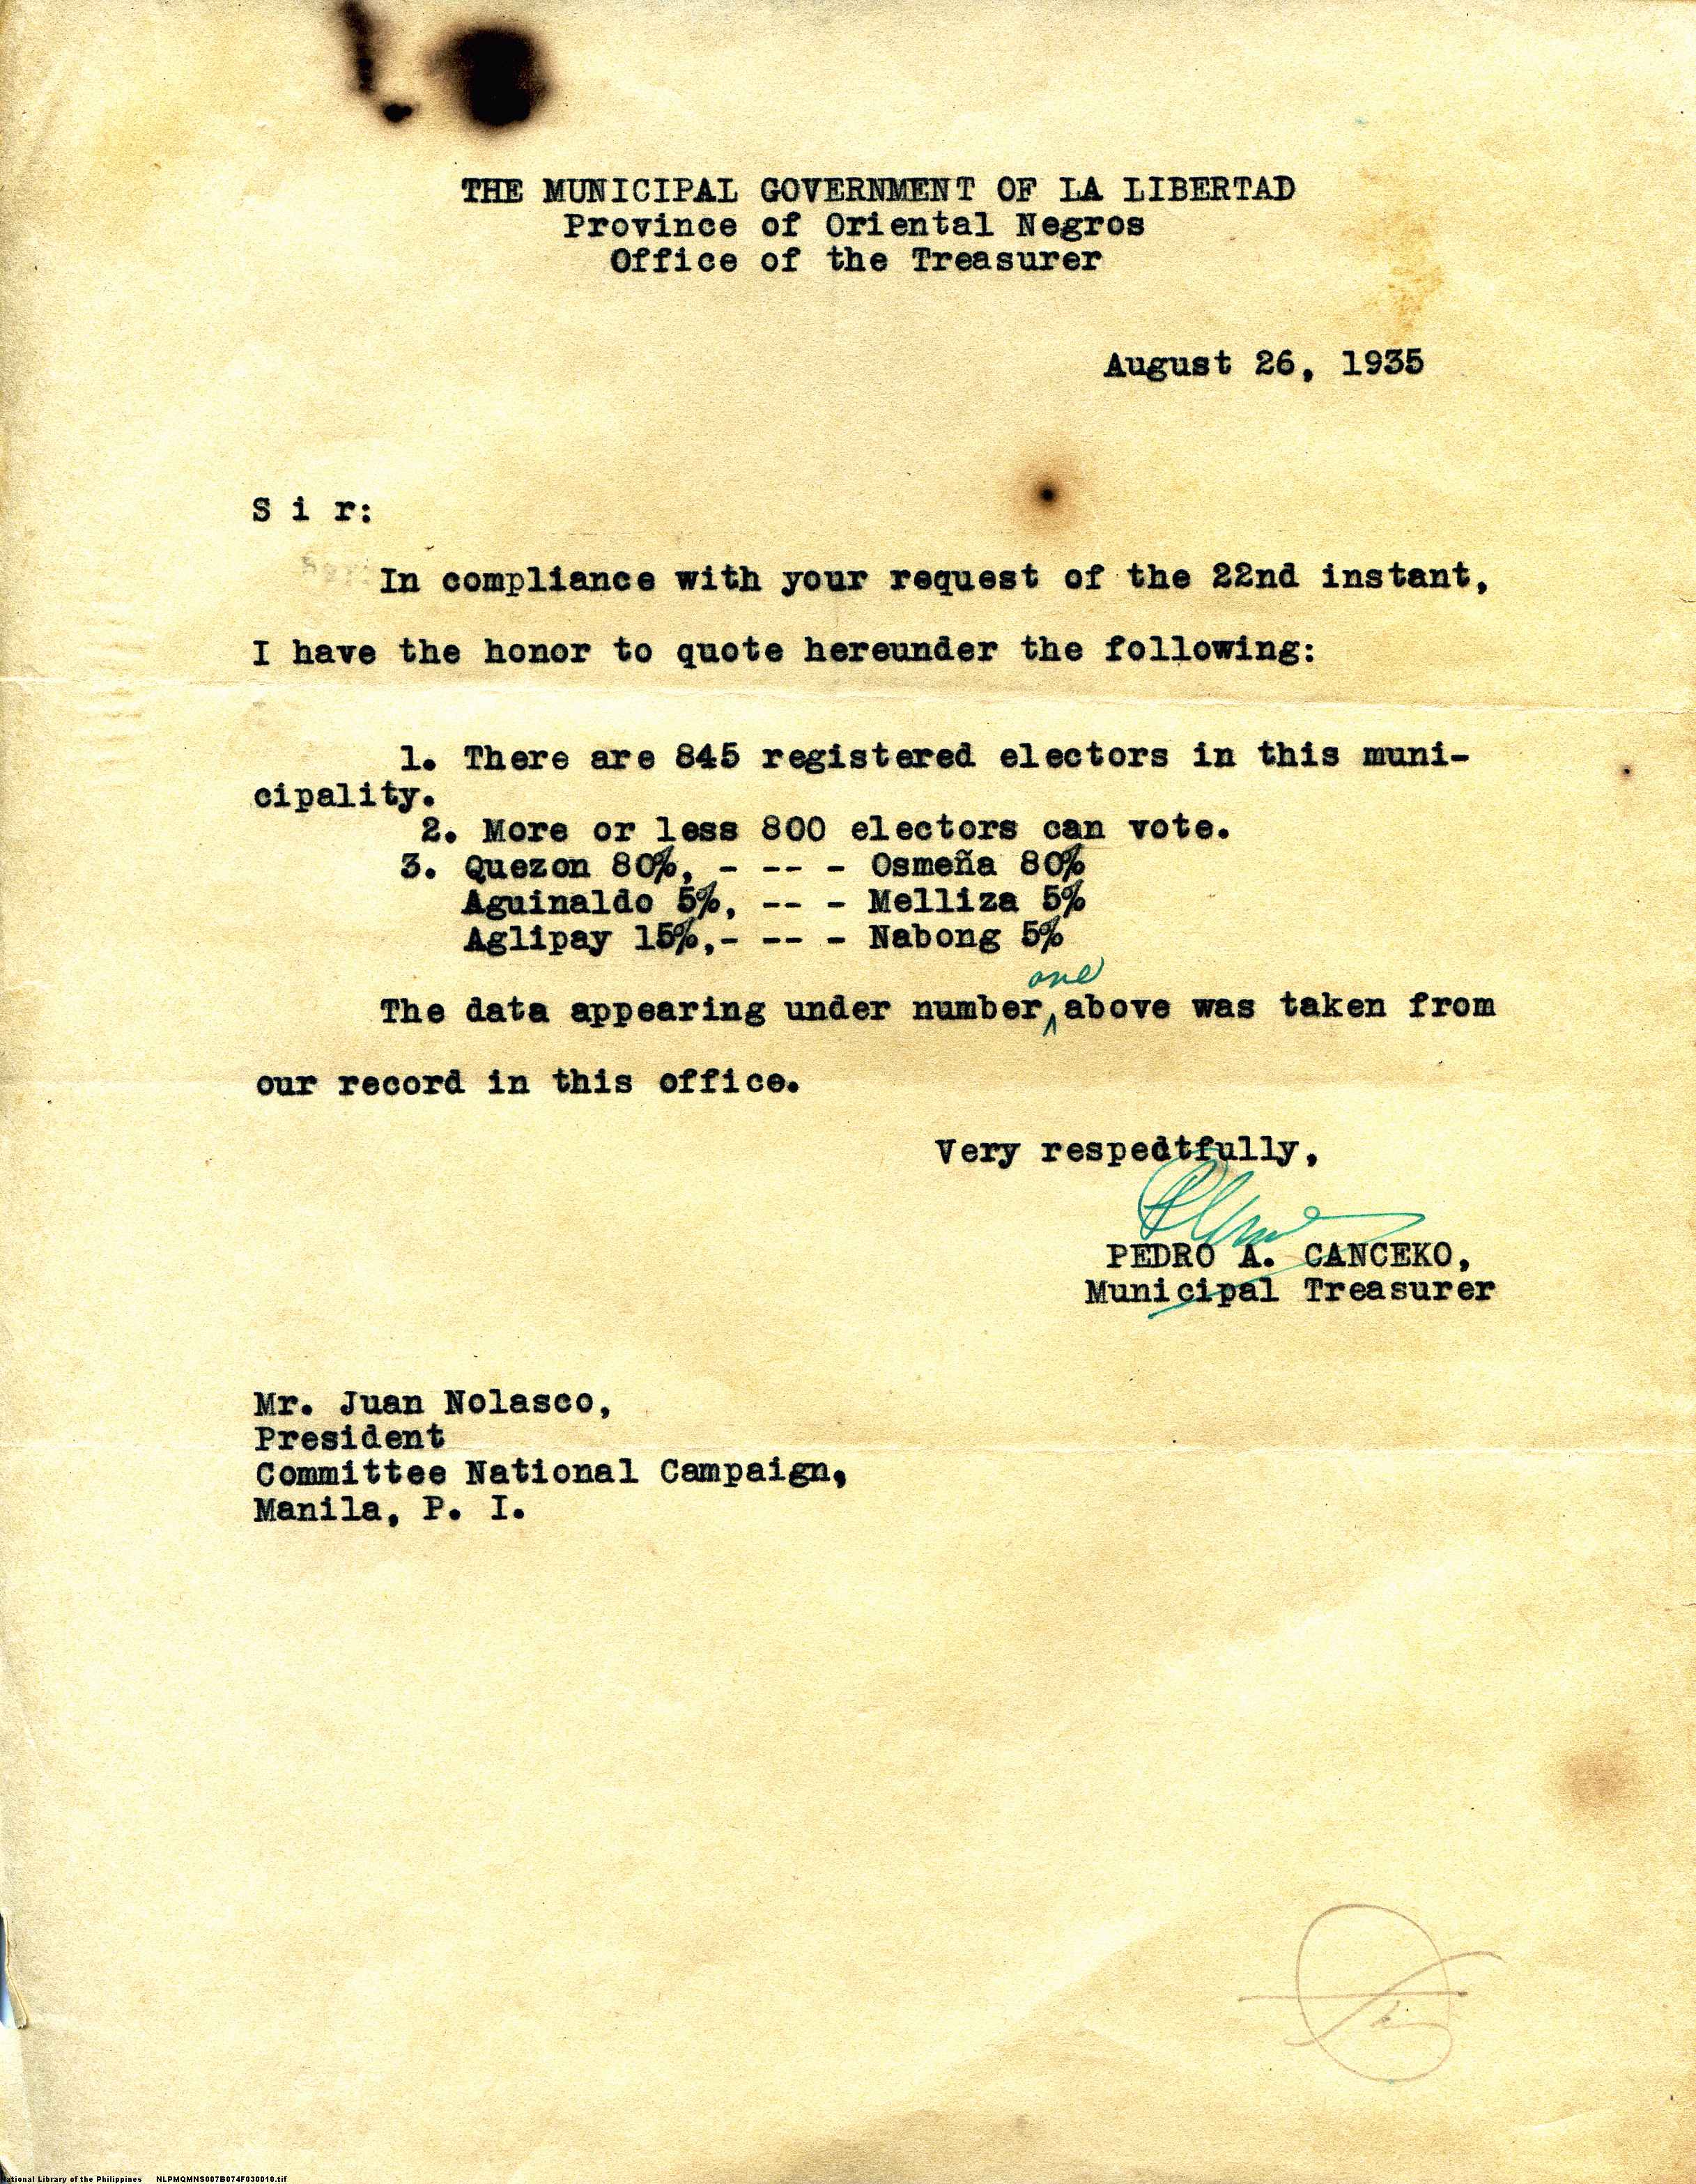 THE MUNICIPAL GOVERNMENT OF LA LIBERTAD
Province of Oriental Negros
Office of the Treasurer
August 26, 1935
S i r:
In compliance with your request of the 22nd instant,
I have the honor to quote hereunder the following:
1. There are 845 registered electors in this muni-
cipality.
2. More or less 800 electors can vote.
3. Quezon 80%, - -- - Osmeña 80%
Aguinaldo 5%, -- - Melliza 5%
Aglipay 15%,- -- - Nabong 5%
one
The data appearing under number above was taken from
our record in this office.
Very respedtfully,
PEDRO A. CANCEKO,
Municipal Treasurer
Mr. Juan Nolasco,
President
Committee National Campaign,
Manila, P. I.
National Library of the Philippines NLPMQMNS007B074F030010.tif